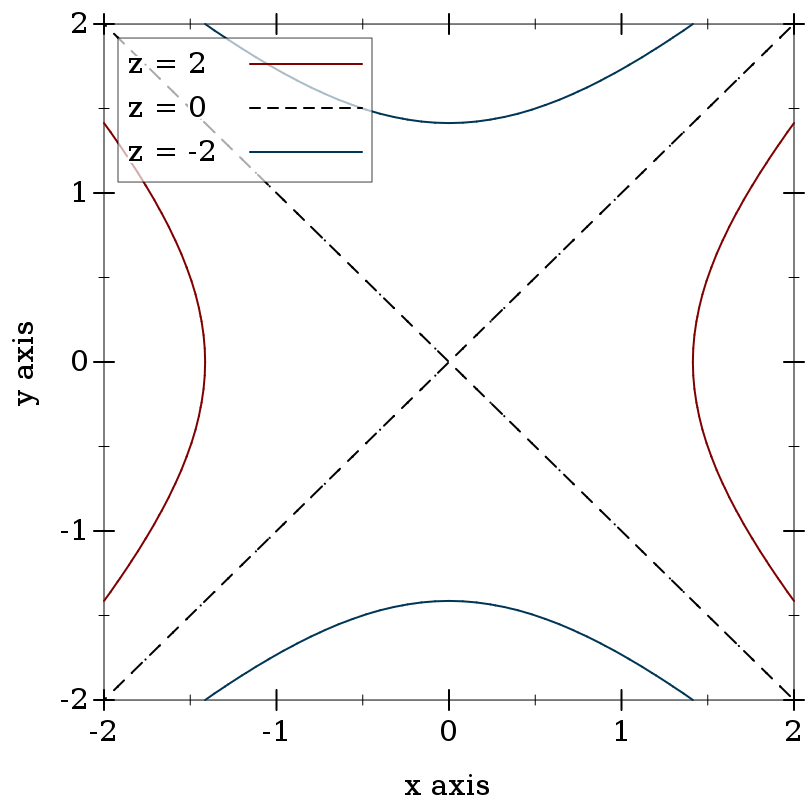 2
z = 2
z = 0
z = -2
1
0
y axis
-1
-2
-2 -1 0 1 2
x axis